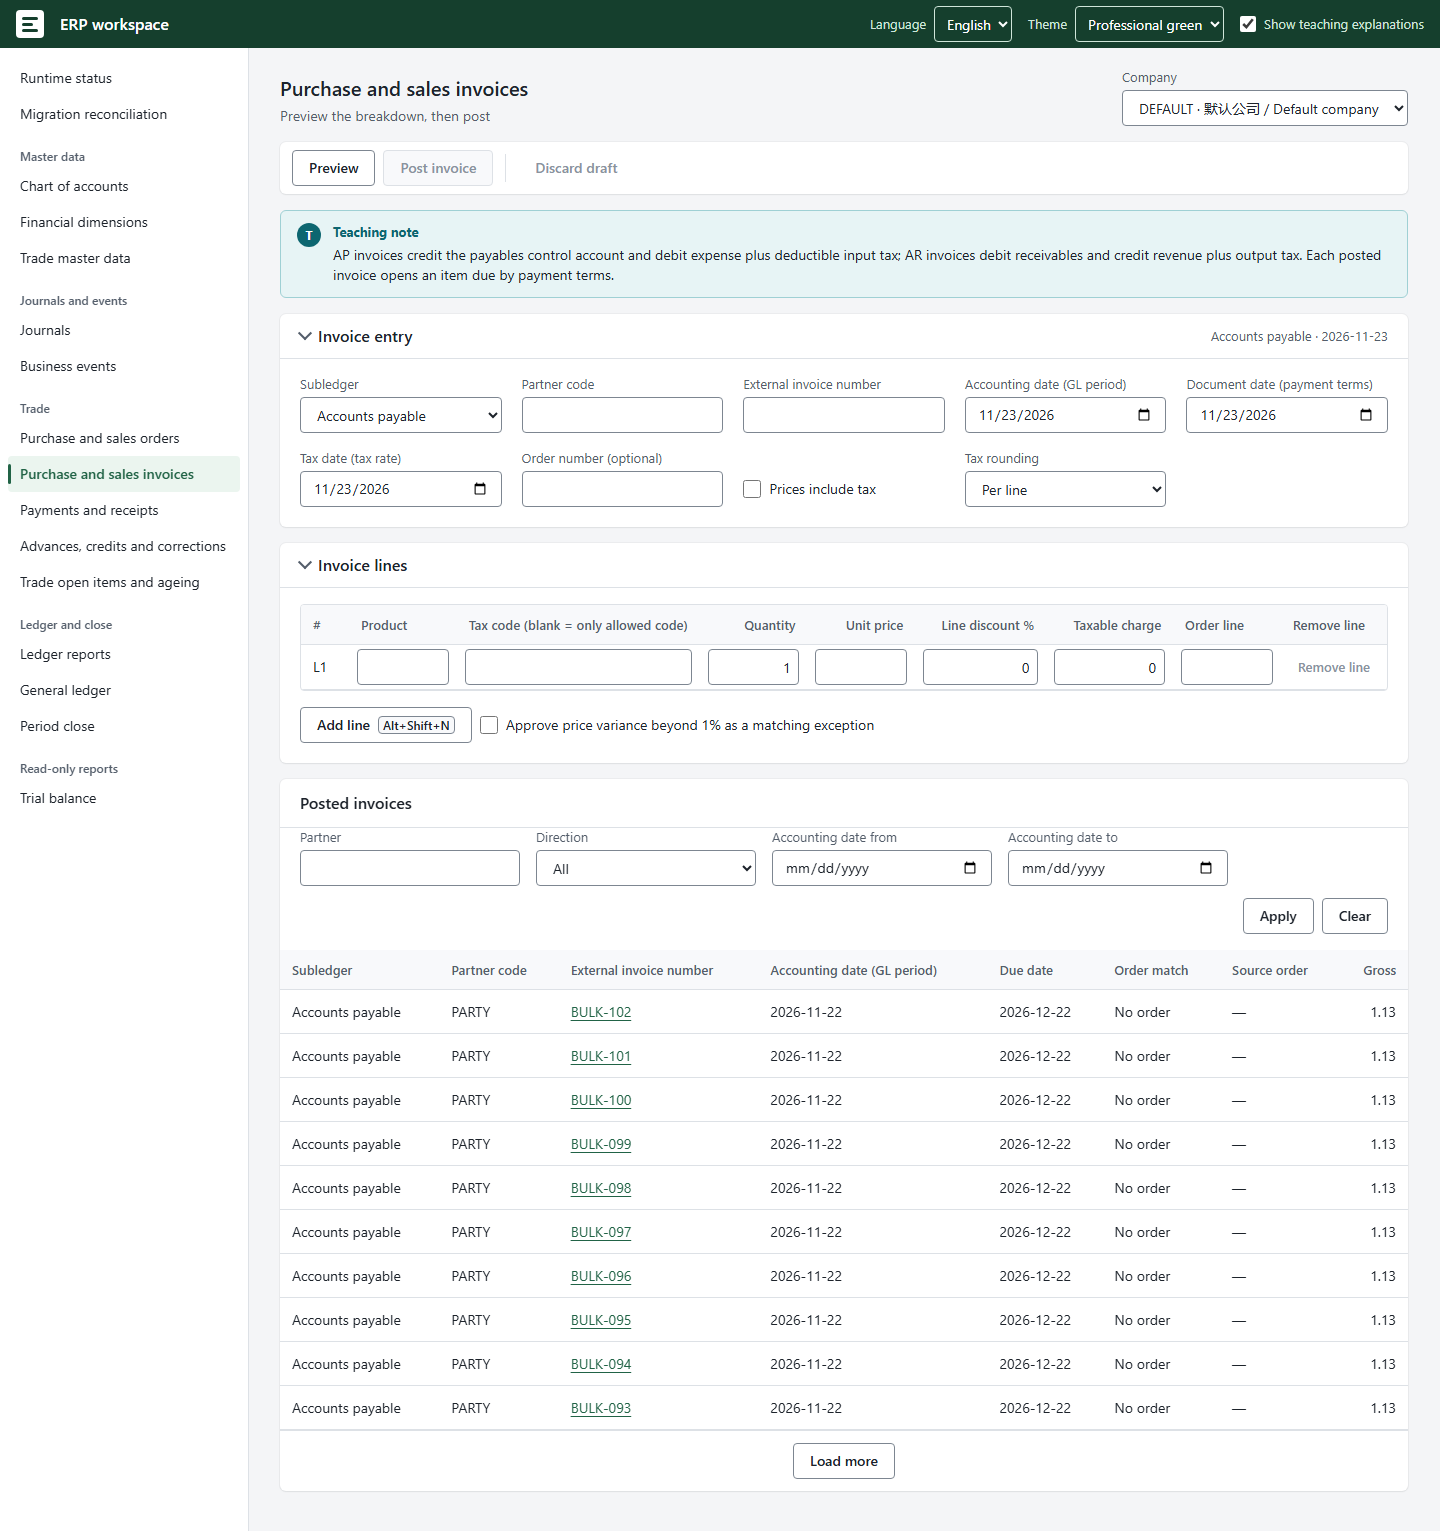 ERP workspace
Language English Theme Professional green Show teaching explanations
Runtime status
Migration reconciliation
Master data
Chart of accounts
Financial dimensions
Trade master data
Journals and events
Journals
Business events
Trade
Purchase and sales orders
Purchase and sales invoices
Payments and receipts
Advances, credits and corrections
Trade open items and ageing
Ledger and close
Ledger reports
General ledger
Period close
Read-only reports
Trial balance
Purchase and sales invoices
Preview the breakdown, then post
Company
DEFAULT · 默认公司 / Default company
Preview Post invoice Discard draft
T
Teaching note
AP invoices credit the payables control account and debit expense plus deductible input tax; AR invoices debit receivables and credit revenue plus output tax. Each posted
invoice opens an item due by payment terms.
Invoice entry Accounts payable · 2026-11-23
Subledger Partner code External invoice number Accounting date (GL period) Document date (payment terms)
Accounts payable 11/23/2026 11/23/2026
Tax date (tax rate) Order number (optional) Tax rounding
11/23/2026 Prices include tax Per line
Invoice lines
# Product Tax code (blank = only allowed code) Quantity Unit price Line discount % Taxable charge Order line Remove line
L1 1 0 0 Remove line
Add line Alt+Shift+N Approve price variance beyond 1% as a matching exception
Posted invoices
Partner Direction Accounting date from Accounting date to
All mm/dd/yyyy mm/dd/yyyy
Apply Clear
Subledger Partner code External invoice number Accounting date (GL period) Due date Order match Source order Gross
Accounts payable PARTY BULK-102 2026-11-22 2026-12-22 No order — 1.13
Accounts payable PARTY BULK-101 2026-11-22 2026-12-22 No order — 1.13
Accounts payable PARTY BULK-100 2026-11-22 2026-12-22 No order — 1.13
Accounts payable PARTY BULK-099 2026-11-22 2026-12-22 No order — 1.13
Accounts payable PARTY BULK-098 2026-11-22 2026-12-22 No order — 1.13
Accounts payable PARTY BULK-097 2026-11-22 2026-12-22 No order — 1.13
Accounts payable PARTY BULK-096 2026-11-22 2026-12-22 No order — 1.13
Accounts payable PARTY BULK-095 2026-11-22 2026-12-22 No order — 1.13
Accounts payable PARTY BULK-094 2026-11-22 2026-12-22 No order — 1.13
Accounts payable PARTY BULK-093 2026-11-22 2026-12-22 No order — 1.13
Load more